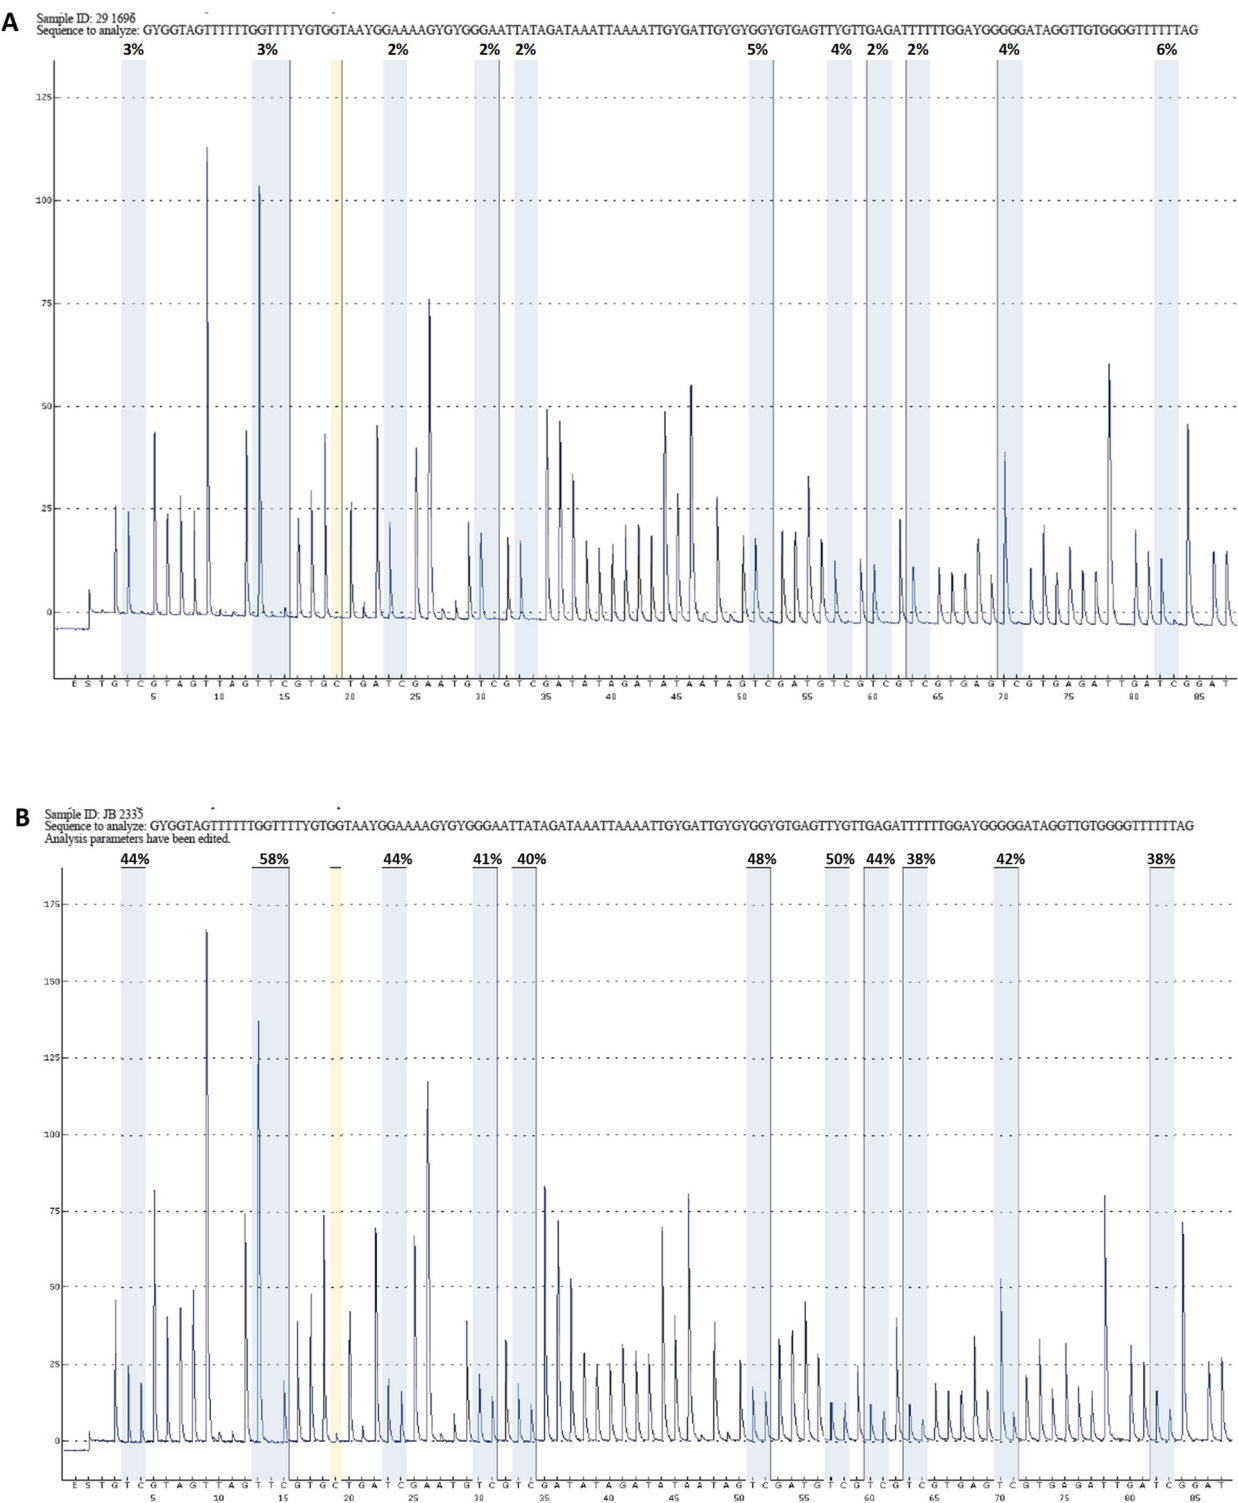 A
Sample ID: 29 1696
Sequence to analyze: GYGGTAGTTTTTTGGTTTTYGTGGTAAYGGAAAAGYGYGGGAATTATAGATAAATTAAAATTGYGATTGYGYGGYGTGAGTTYGTTGAGATTTTTTGGAYGGGGGATAGGTTGTGGGGTTTTTTAG
3% 3% 2% 2% 2% 5% 4% 2% 2% 4% 6%
125
100
75
50
25
0
E S T G T C G T A G T T A G T T C G T G C T G A T C G A A T G T C G T C G A T A T A G A T A T A A T A G T C G A T G T C G T C G T C G T G A G T C G T G A G A T T G A T C G G A T
5 10 15 20 25 30 35 40 45 50 55 60 65 70 75 80 85
B
Sample ID: JB 2335
Sequence to analyze: GYGGTAGTTTTTTGGTTTTYGTGGTAAYGGAAAAGYGYGGGAATTATAGATAAATTAAAATTGYGATTGYGYGGYGTGAGTTYGTTGAGATTTTTTGGAYGGGGGATAGGTTGTGGGGTTTTTTAG
Analysis parameters have been edited.
44% 58% 44% 41% 40% 48% 50% 44% 38% 42% 38%
175
150
125
100
75
50
25
0
E S T G T C G T A G T T A G T T C G T G C T G A T C G A A T G T C G T C G A T A T A G A T A T A A T A G T C G A T G T C G T C G T C G T G A G T C G T G A G A T T G A T C G G A T
5 10 15 20 25 30 35 40 45 50 55 60 65 70 75 80 85